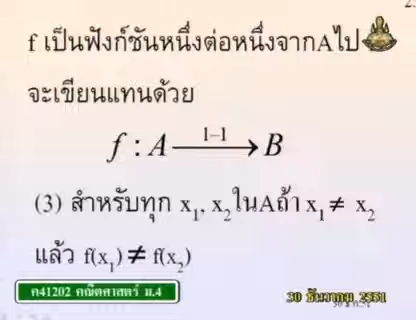 f เป็นฟังก์ชันหนึ่งต่อหนึ่งจากAไป
จะเขียนแทนด้วย
f : A 1–1⟶ B
(3) สำหรับทุก x₁, x₂ในAถ้า x₁ ≠ x₂
แล้ว f(x₁) ≠ f(x₂)
ค41202 คณิตศาสตร์ ม.4
30 ธันวาคม 2551